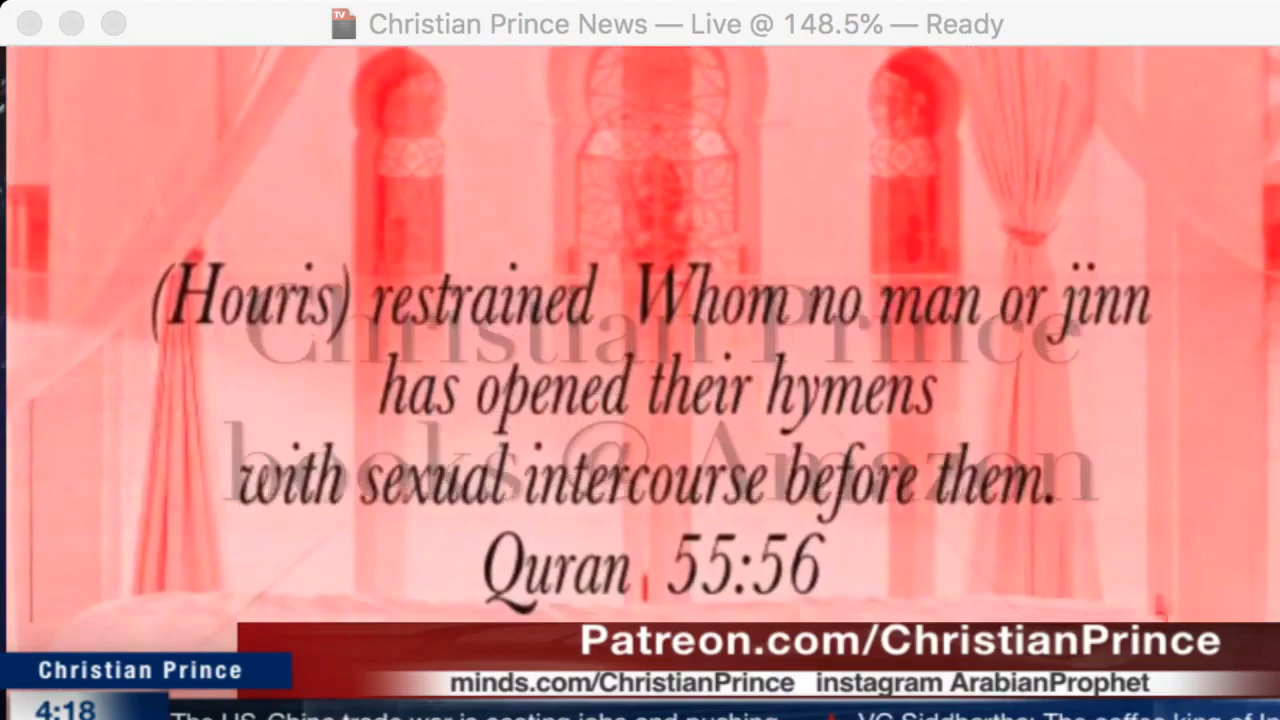 TV
Christian Prince News — Live @ 148.5% — Ready
(Houris) restrained Whom no man or jinn
Christian Prince
has opened their hymens
books @ Amazon
with sexual intercourse before them.
Quran 55:56
Patreon.com/ChristianPrince
Christian Prince
minds.com/ChristianPrince instagram ArabianProphet
4:18
The US-China trade war is costing jobs and pushing
VG Siddhartha: The coffee king of